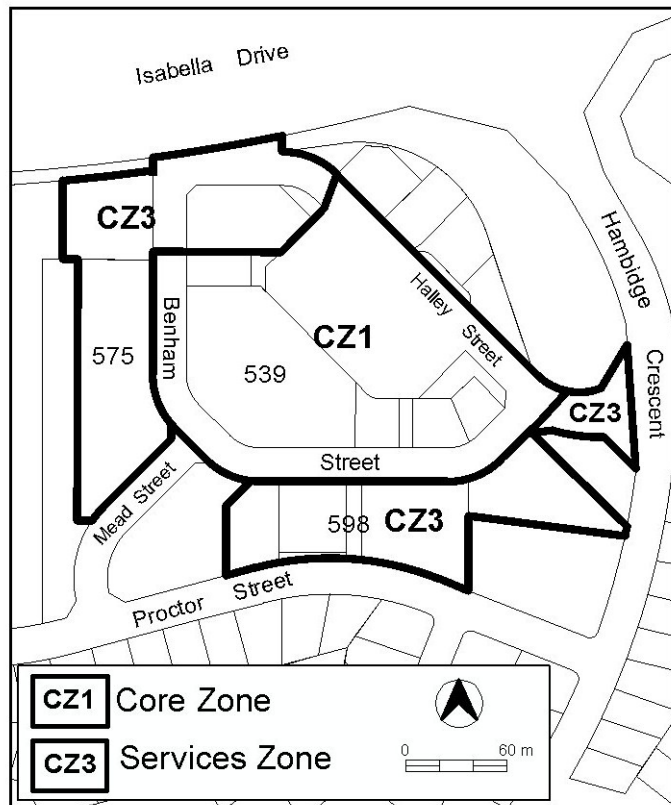 Isabella Drive
CZ3
Hambidge
Crescent
Halley Street
Benham
CZ1
575
539
CZ3
Street
Mead Street
598
CZ3
Proctor Street
CZ1 Core Zone
CZ3 Services Zone
0 60 m